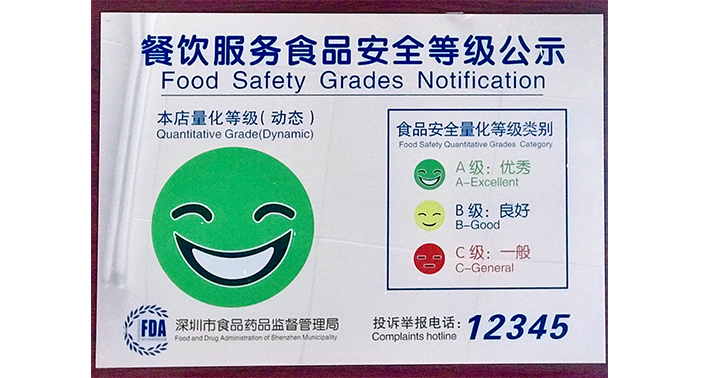 餐饮服务食品安全等级公示
Food Safety Grades Notification
本店量化等级(动态)
Quantitative Grade(Dynamic)
食品安全量化等级类别
Food Safety Quantitative Grades Category
A 级：优秀
A-Excellent
B 级：良好
B-Good
C 级：一般
C-General
FDA
深圳市食品药品监督管理局
Food and Drug Administration of Shenzhen Municipality
投诉举报电话：
Complaints hotline
12345